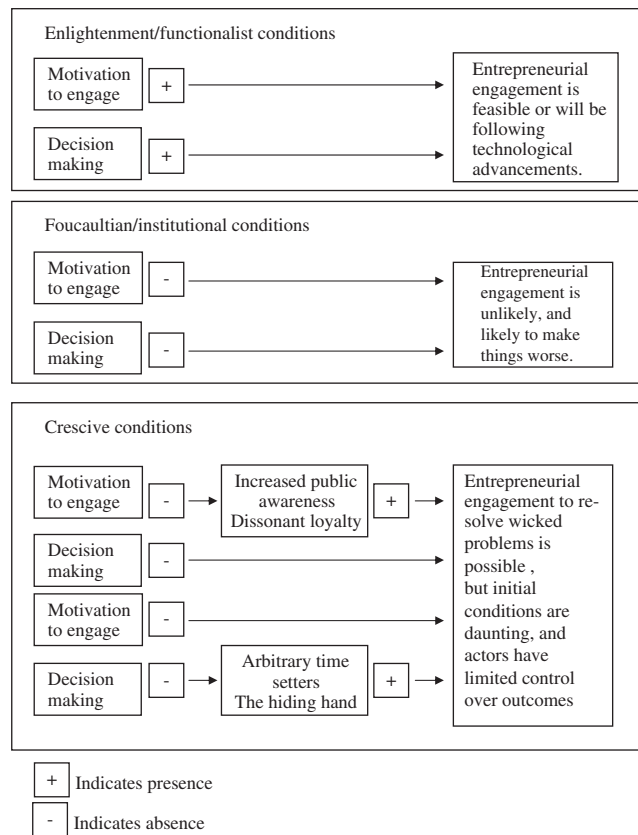 Enlightenment/functionalist conditions
Motivation
to engage
+
Decision
making
+
Entrepreneurial
engagement is
feasible or will be
following
technological
advancements.
Foucaultian/institutional conditions
Motivation
to engage
-
Decision
making
-
Entrepreneurial
engagement is
unlikely, and
likely to make
things worse.
Crescive conditions
Motivation
to engage
-
Increased public
awareness
Dissonant loyalty
+
Decision
making
-
Motivation
to engage
-
Decision
making
-
Arbitrary time
setters
The hiding hand
+
Entrepreneurial
engagement to re-
solve wicked
problems is
possible ,
but initial
conditions are
daunting, and
actors have
limited control
over outcomes
+ Indicates presence
- Indicates absence